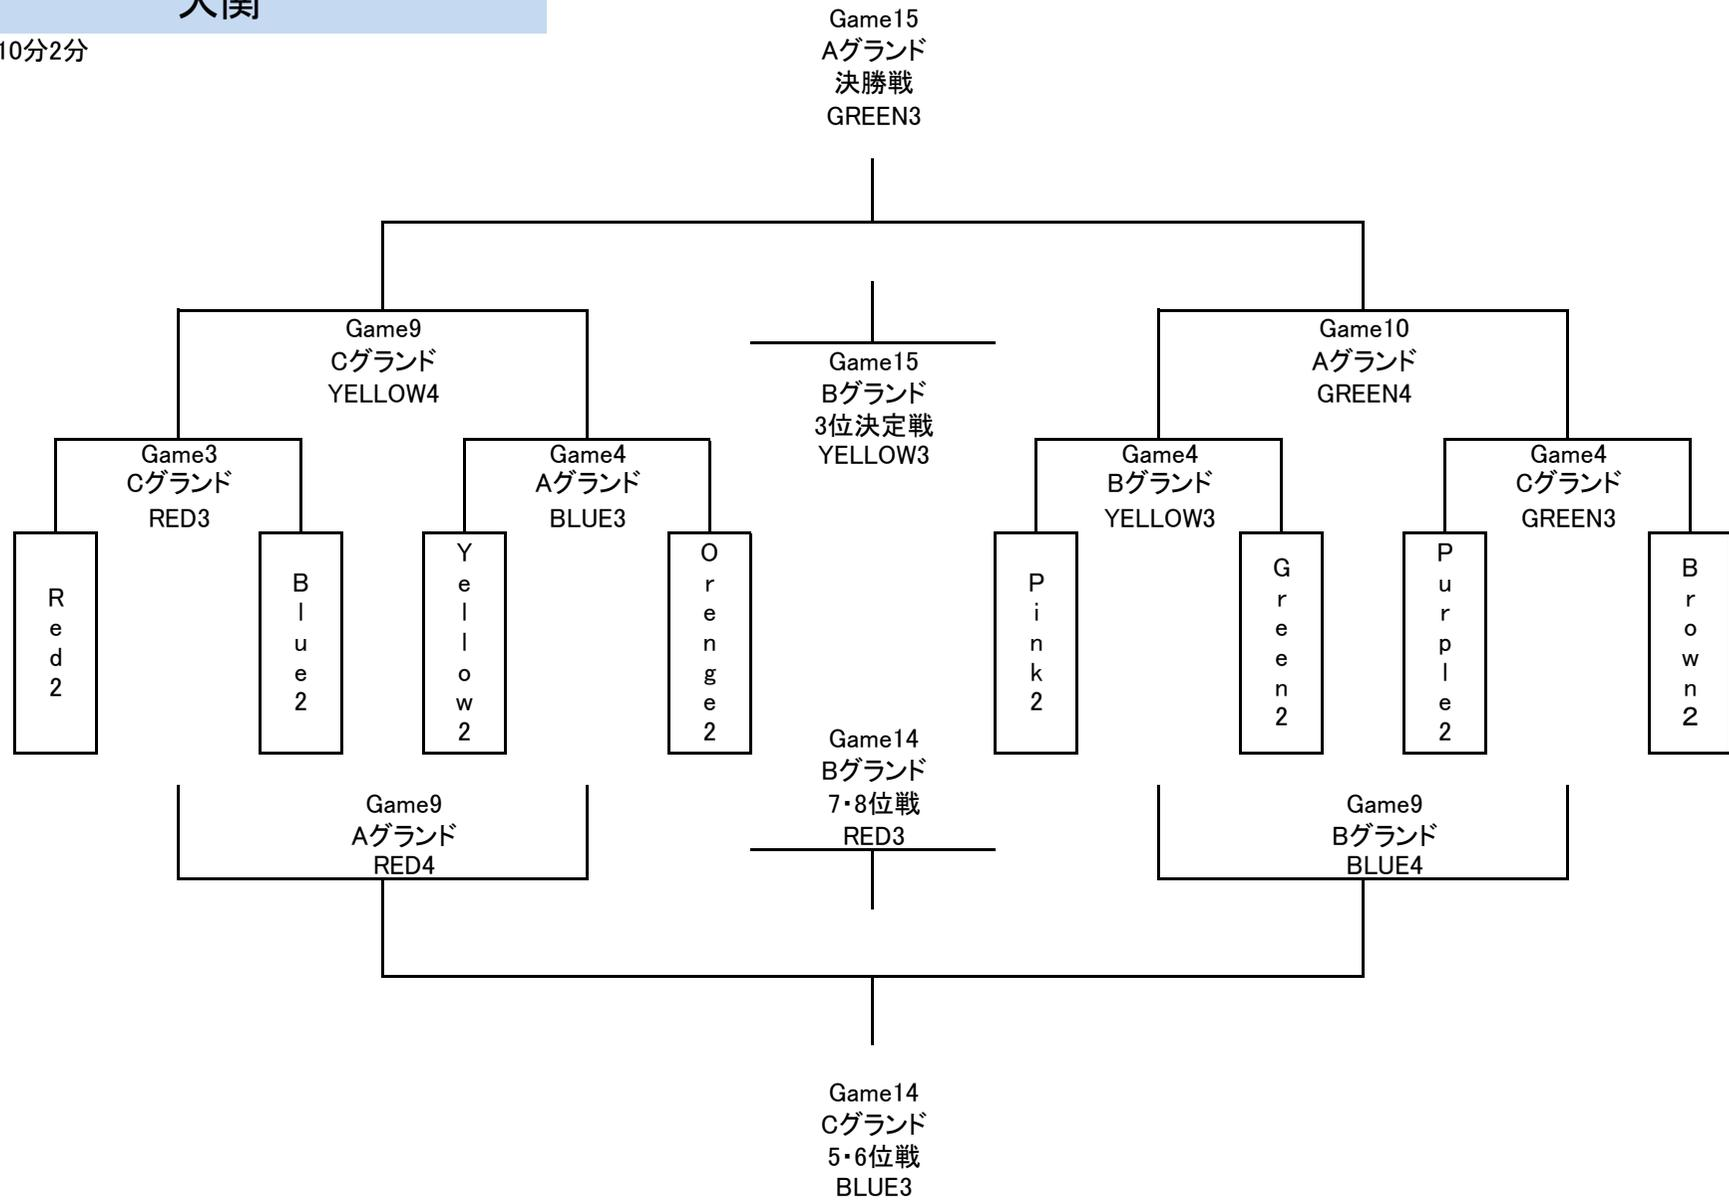 大関
10分2分
Game15
Aグランド
決勝戦
GREEN3
Game9
Cグランド
YELLOW4
Game15
Bグランド
3位決定戦
YELLOW3
Game10
Aグランド
GREEN4
Game3
Cグランド
RED3
Game4
Aグランド
BLUE3
Game4
Bグランド
YELLOW3
Game4
Cグランド
GREEN3
Red2
Blue2
Yellow2
Orenge2
Pink2
Green2
Purple2
Brown2
Game14
Bグランド
7・8位戦
RED3
Game9
Aグランド
RED4
Game9
Bグランド
BLUE4
Game14
Cグランド
5・6位戦
BLUE3